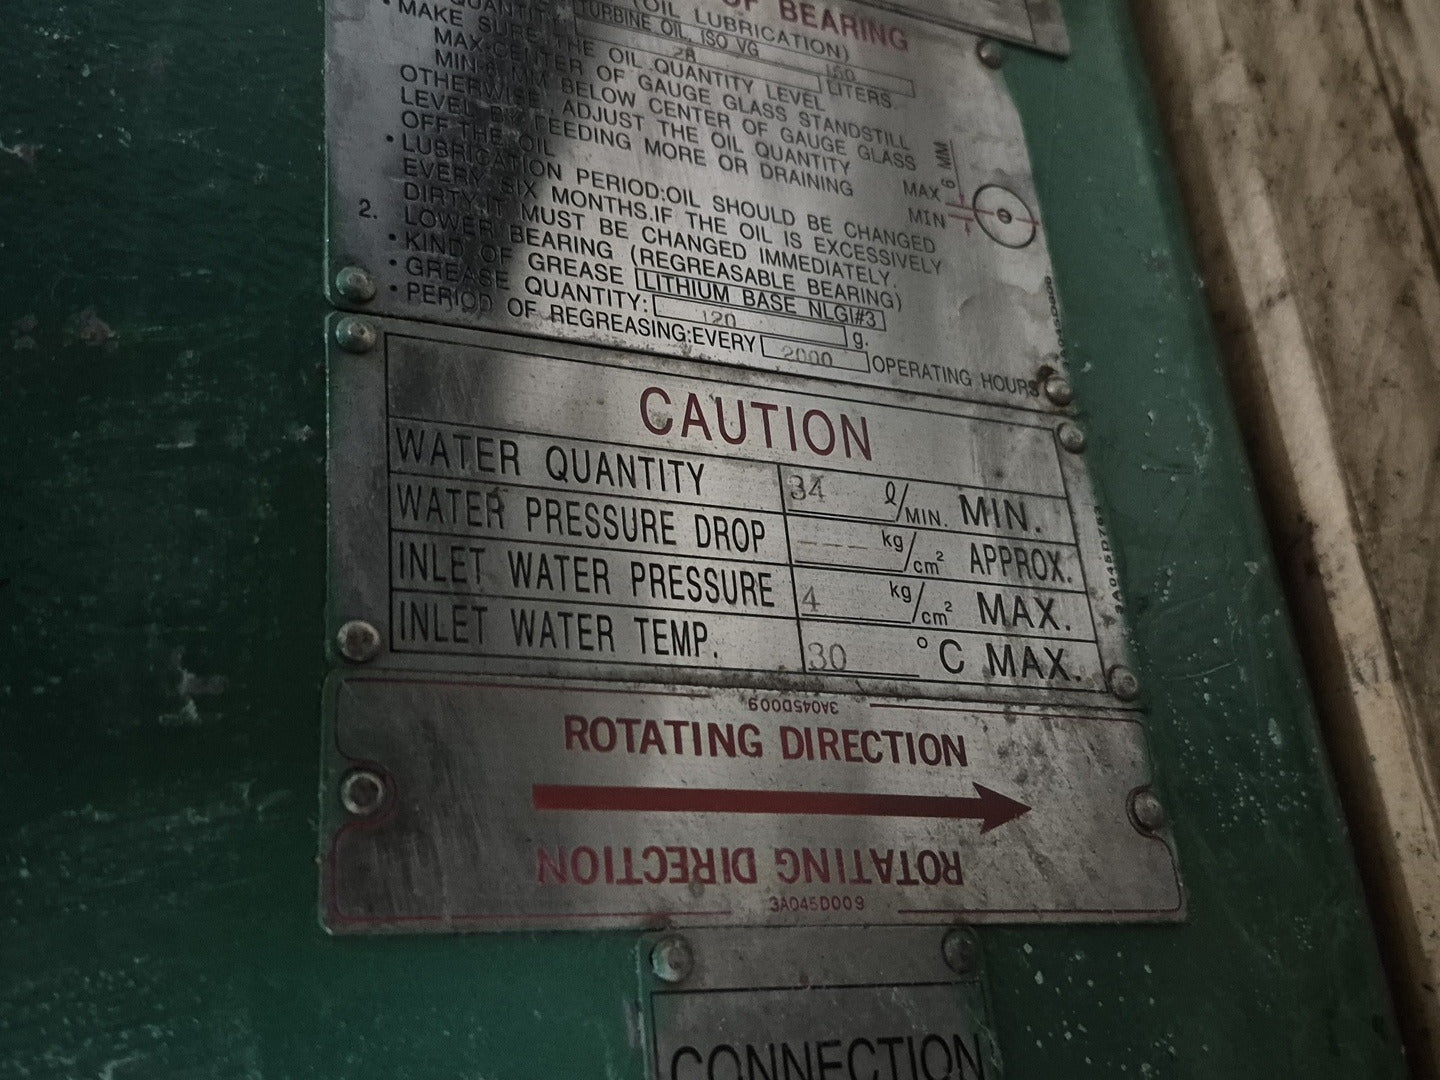 OF BEARING
(OIL LUBRICATION)
TURBINE OIL, ISO VG
QUANTITY 28 LITERS
• MAKE SURE THE OIL QUANTITY LEVEL
MAX:CENTER OF GAUGE GLASS STANDSTILL
MIN: MM BELOW CENTER OF GAUGE GLASS
OTHERWISE, ADJUST THE OIL QUANTITY
LEVEL BY FEEDING MORE OR DRAINING
OFF THE OIL
6 MM
MAX
MIN
• LUBRICATION PERIOD:OIL SHOULD BE CHANGED
EVERY SIX MONTHS.IF THE OIL IS EXCESSIVELY
DIRTY,IT MUST BE CHANGED IMMEDIATELY.
2. LOWER BEARING (REGREASABLE BEARING)
• KIND OF GREASE LITHIUM BASE NLGI#3
• GREASE QUANTITY: 120 g.
• PERIOD OF REGREASING:EVERY 2000 OPERATING HOURS
CAUTION
WATER QUANTITY 34 ℓ/MIN. MIN.
WATER PRESSURE DROP --- kg/cm² APPROX.
INLET WATER PRESSURE 4 kg/cm² MAX.
INLET WATER TEMP. 30 °C MAX.
3A045D009
ROTATING DIRECTION
ROTATING DIRECTION
3A045D009
CONNECTION